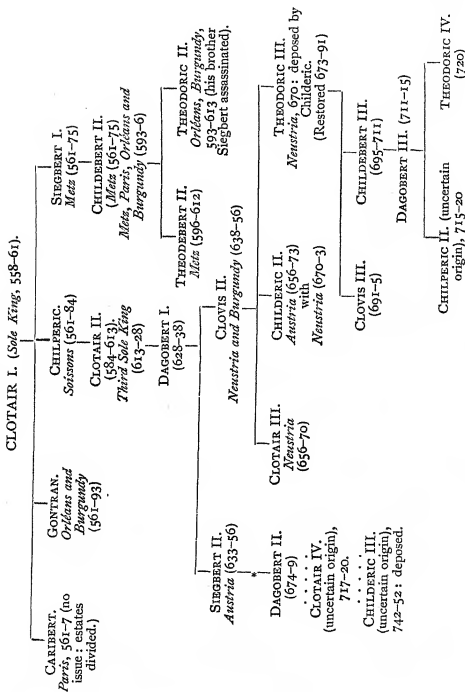 CLOTAIR I. (Sole King, 558–61).
CARIBERT.
Paris, 561–7 (no
issue : estates
divided.)
GONTRAN.
Orléans and
Burgundy
(561–93)
CHILPERIC.
Soissons (561–84)
SIEGBERT I.
Metz (561–75)
CLOTAIR II.
(584–613).
Third Sole King
(613–28)
CHILDEBERT II.
(Metz (561–75)
Metz, Paris, Orléans and
Burgundy (593–6)
DAGOBERT I.
(628–38)
THEODEBERT II.
Metz (596–612)
THEODORIC II.
Orléans, Burgundy,
593–613 (his brother
Siegbert assassinated).
SIEGBERT II.
Austria (633–56)
CLOVIS II.
Neustria and Burgundy (638–56)
*
DAGOBERT II.
(674–9)
. . . . .
CLOTAIR IV.
(uncertain origin),
717–20.
. . . . .
CHILDERIC III.
(uncertain origin),
742–52 : deposed.
CLOTAIR III.
Neustria
(656–70)
CHILDERIC II.
Austria (656–73)
with
Neustria (670–3)
THEODORIC III.
Neustria, 670 : deposed by
Childeric.
(Restored 673–91)
CLOVIS III.
(691–5)
CHILDEBERT III.
(695–711)
DAGOBERT III. (711–15)
CHILPERIC II. (uncertain
origin), 715–20
THEODORIC IV.
(720)